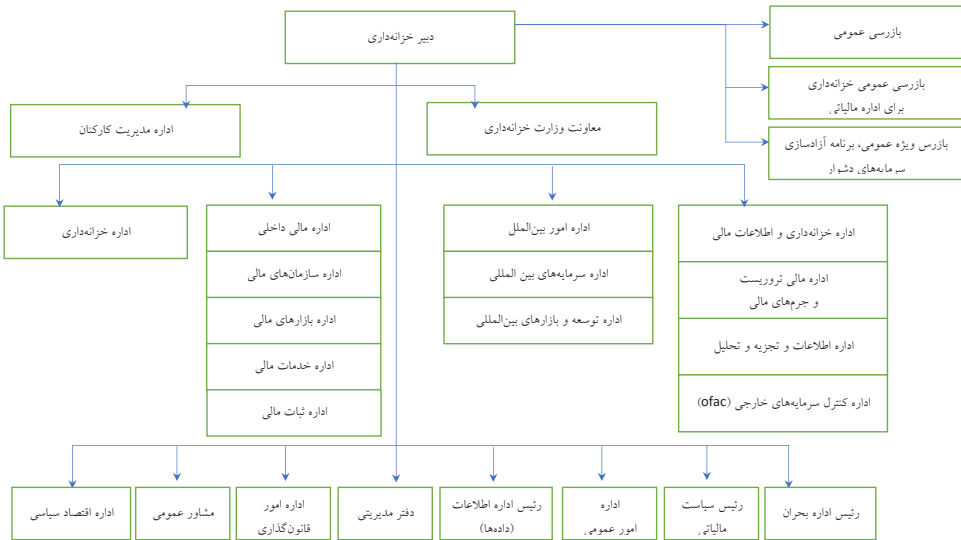 دبیر خزانه‌داری
بازرسی عمومی
بازرسی عمومی خزانه‌داری
برای اداره مالیاتی
بازرس ویژه عمومی، برنامه آزادسازی
سرمایه‌های دشوار
معاونت وزارت خزانه‌داری
اداره مدیریت کارکنان
اداره خزانه‌داری و اطلاعات مالی
اداره مالی تروریست
و جرم‌های مالی
اداره اطلاعات و تجزیه و تحلیل
اداره کنترل سرمایه‌های خارجی (ofac)
اداره امور بین‌الملل
اداره سرمایه‌های بین المللی
اداره توسعه و بازارهای بین‌المللی
اداره مالی داخلی
اداره سازمان‌های مالی
اداره بازارهای مالی
اداره خدمات مالی
اداره ثبات مالی
اداره خزانه‌داری
رئیس اداره بحران
رئیس سیاست
مالیاتی
اداره
امور عمومی
رئیس اداره اطلاعات
(داده‌ها)
دفتر مدیریتی
اداره امور
قانون‌گذاری
مشاور عمومی
اداره اقتصاد سیاسی